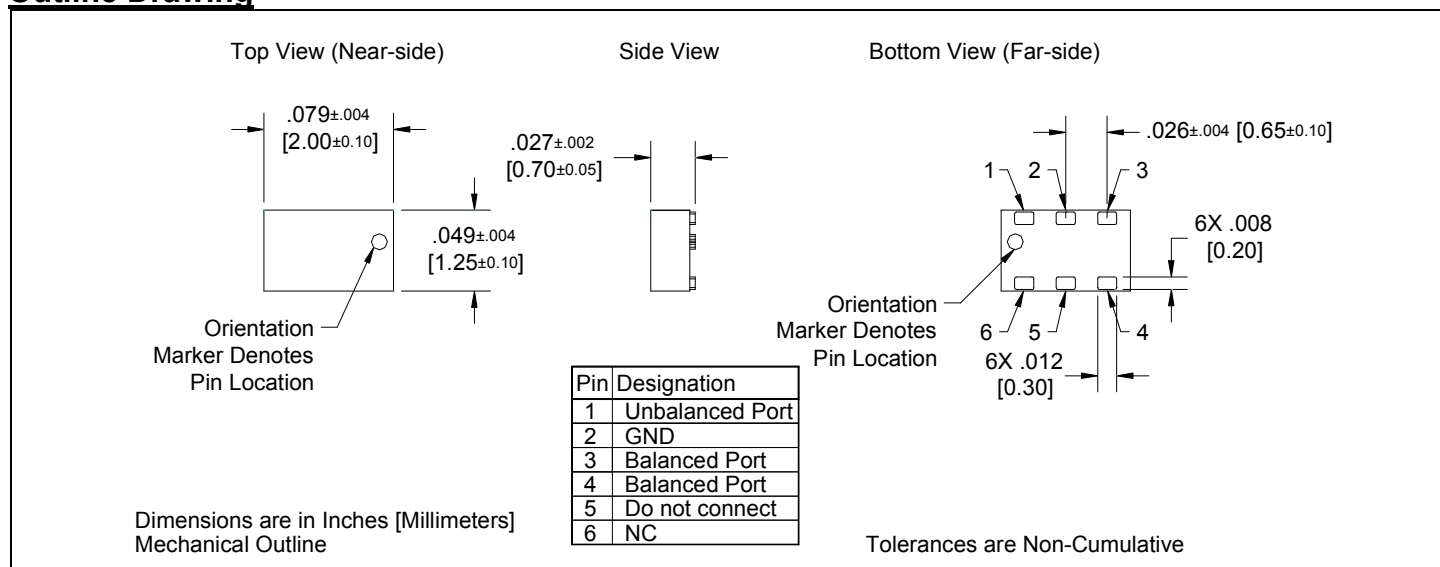 Outline Drawing
Top View (Near-side)
Side View
Bottom View (Far-side)
.079±.004
[2.00±0.10]
.027±.002
[0.70±0.05]
.026±.004 [0.65±0.10]
1
2
3
.049±.004
[1.25±0.10]
6X .008
[0.20]
Orientation
Marker Denotes
Pin Location
Orientation
Marker Denotes
Pin Location
6
5
4
6X .012
[0.30]
Pin Designation
1 Unbalanced Port
2 GND
3 Balanced Port
4 Balanced Port
5 Do not connect
6 NC
Dimensions are in Inches [Millimeters]
Mechanical Outline
Tolerances are Non-Cumulative